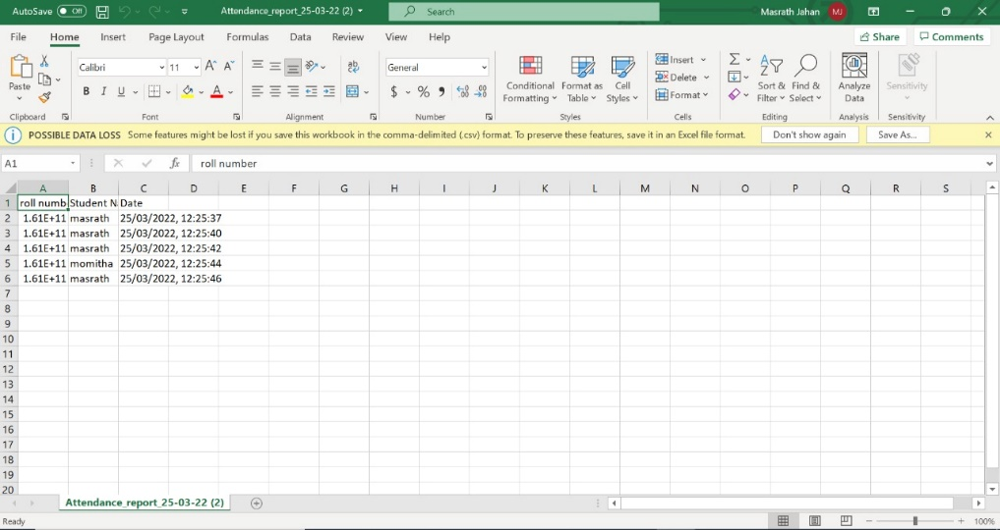 AutoSave Off Attendance_report_25-03-22 (2) Search Masrath Jahan MJ
File Home Insert Page Layout Formulas Data Review View Help Share Comments
Calibri 11 A A ab General Insert Σ A Z
Paste B I U A $ % 9 Conditional Formatting Format as Table Cell Styles Delete Format Sort & Filter Find & Select Analyze Data Sensitivity
Clipboard Font Alignment Number Styles Cells Editing Analysis Sensitivity
POSSIBLE DATA LOSS Some features might be lost if you save this workbook in the comma-delimited (.csv) format. To preserve these features, save it in an Excel file format. Don't show again Save As...
A1 fx roll number
A B C D E F G H I J K L M N O P Q R S
1 roll numb Student N Date
2 1.61E+11 masrath 25/03/2022, 12:25:37
3 1.61E+11 masrath 25/03/2022, 12:25:40
4 1.61E+11 masrath 25/03/2022, 12:25:42
5 1.61E+11 momitha 25/03/2022, 12:25:44
6 1.61E+11 masrath 25/03/2022, 12:25:46
7
8
9
10
11
12
13
14
15
16
17
18
19
20
Attendance_report_25-03-22 (2)
Ready 100%